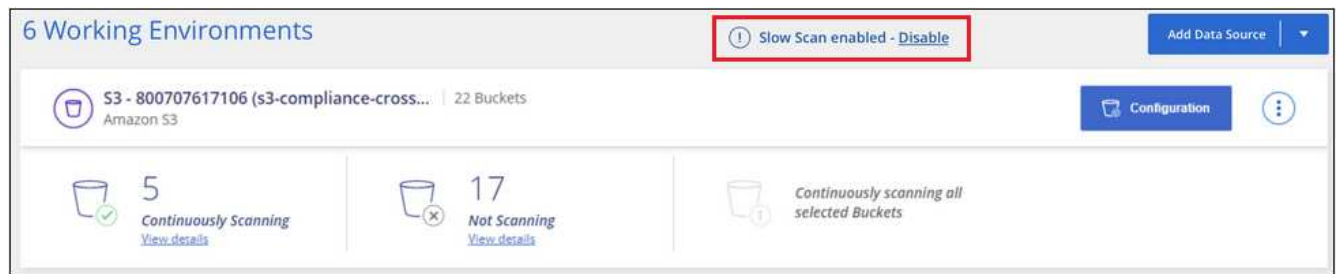 6 Working Environments
Slow Scan enabled - Disable
Add Data Source
S3 - 800707617106 (s3-compliance-cross... | 22 Buckets
Amazon S3
Configuration
5
Continuously Scanning
View details
17
Not Scanning
View details
Continuously scanning all
selected Buckets